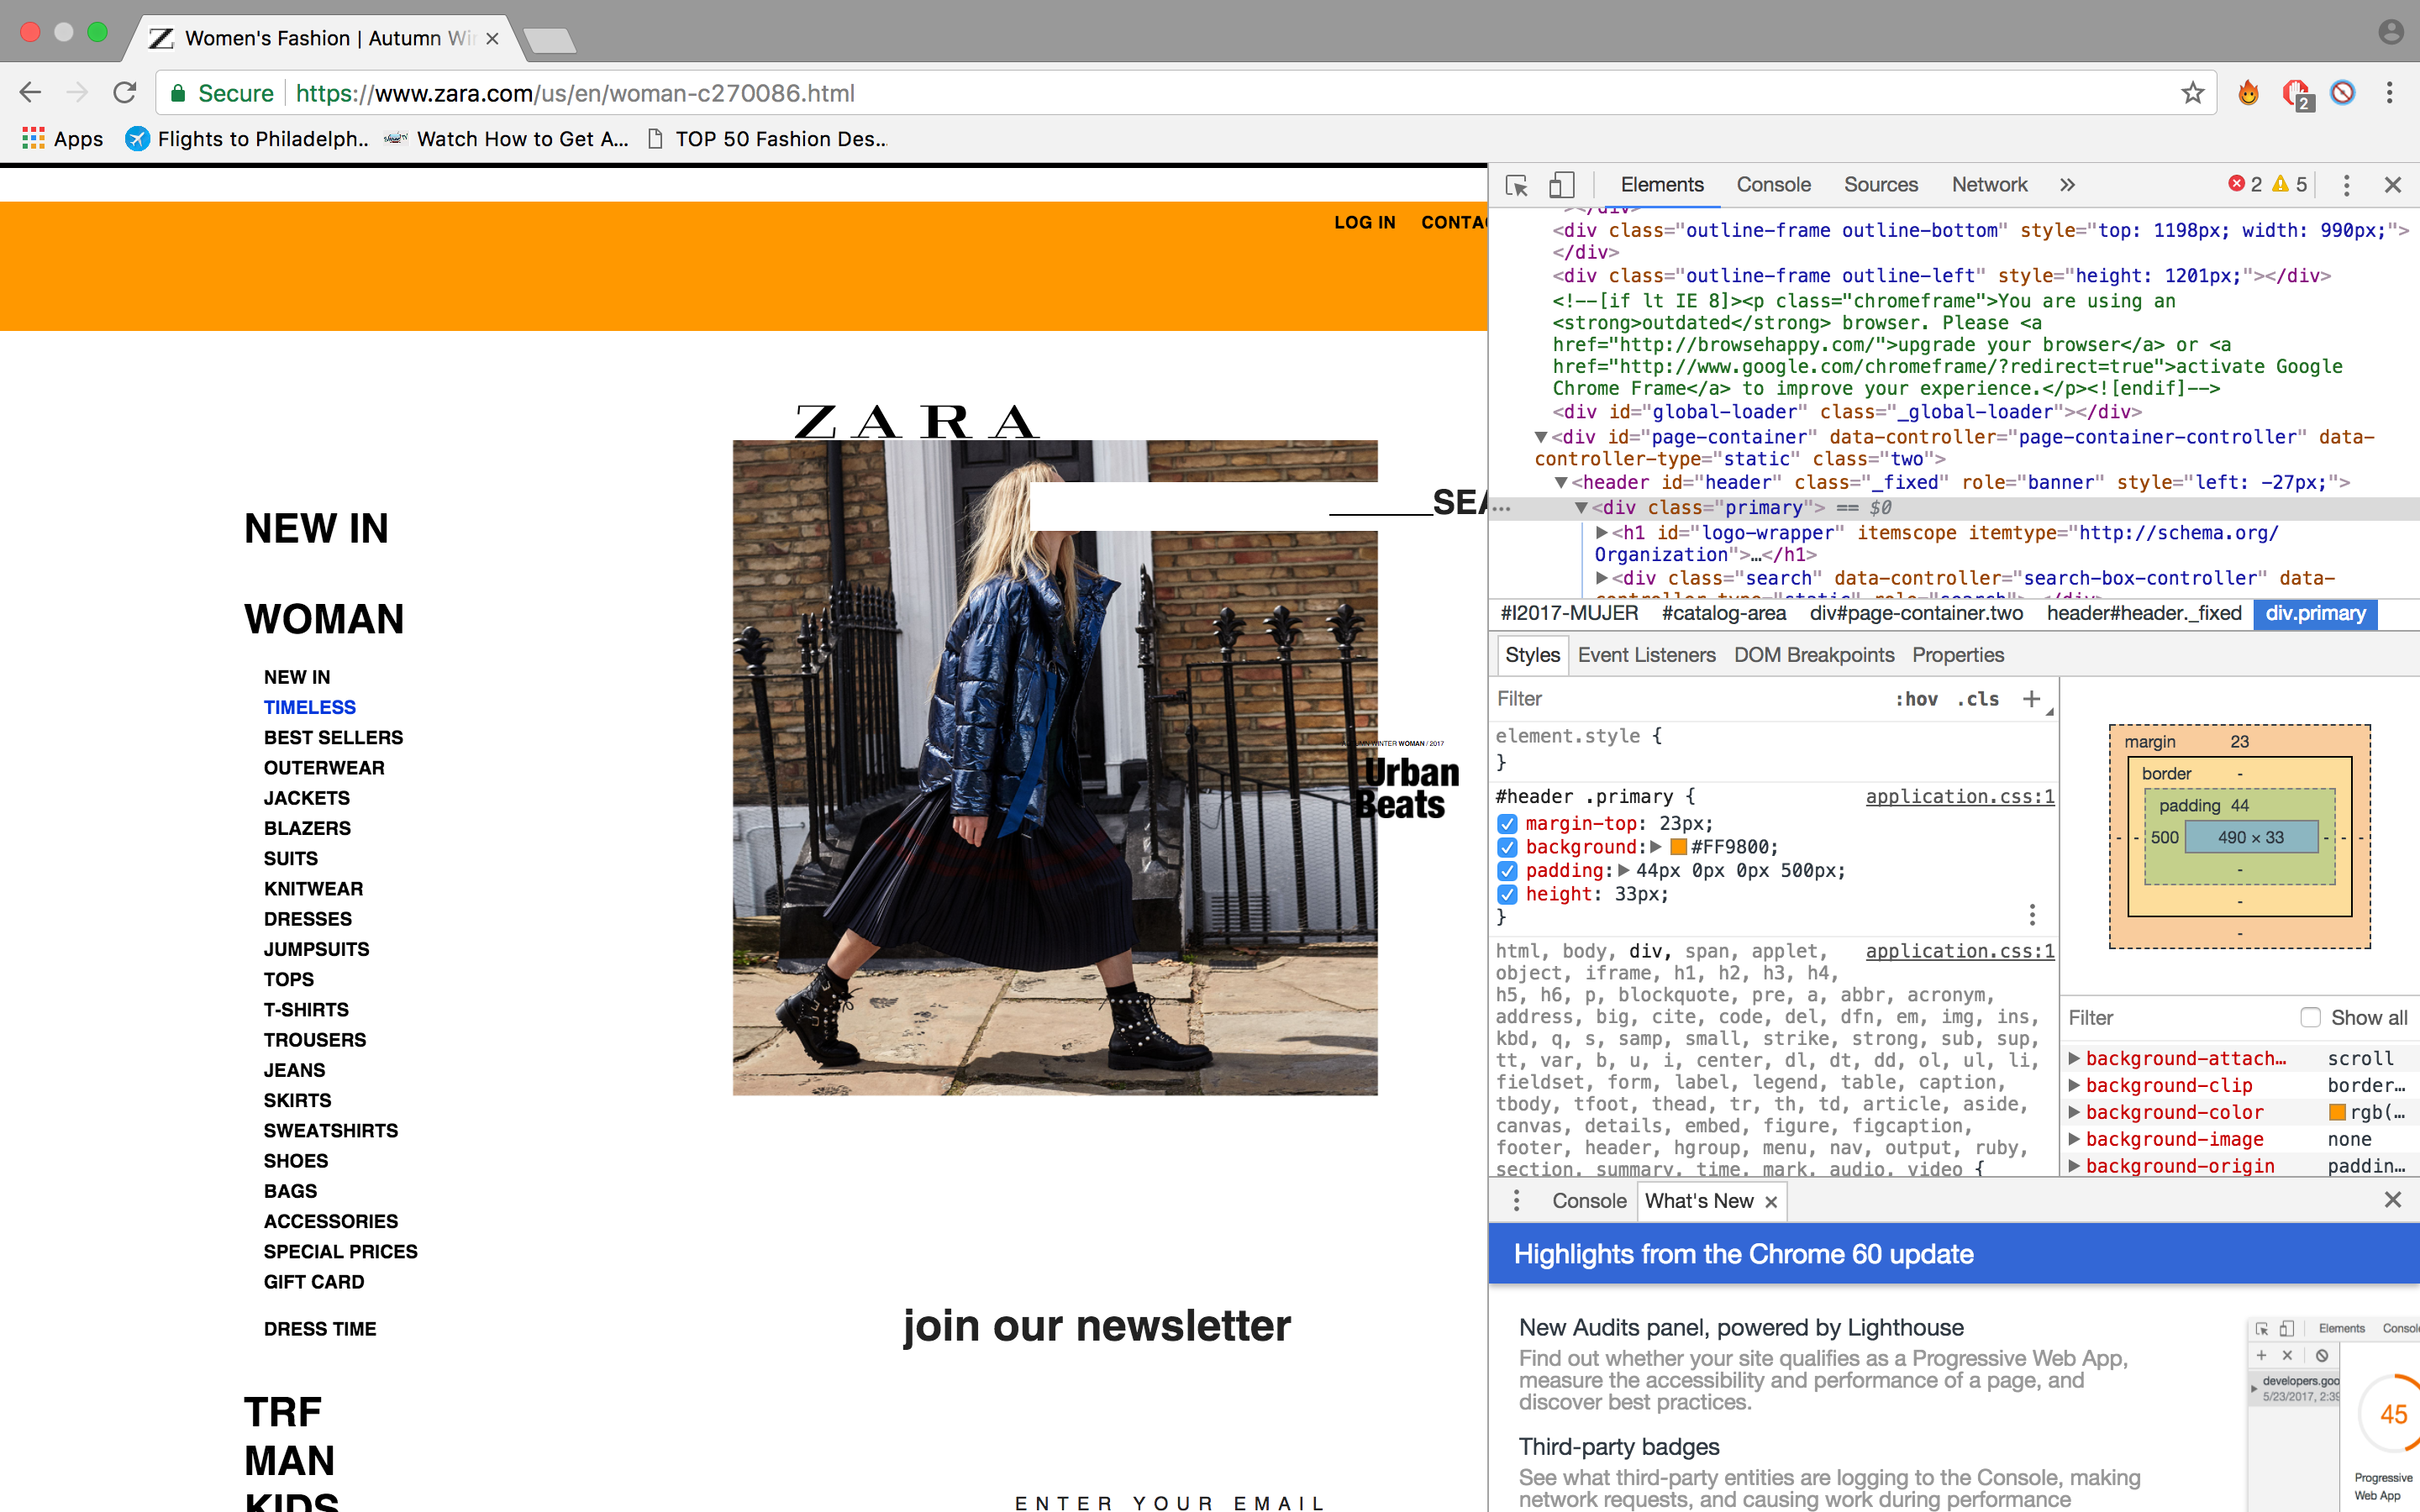 Women's Fashion | Autumn Wi
Secure https://www.zara.com/us/en/woman-c270086.html
2
Apps Flights to Philadelph... Watch How to Get A... TOP 50 Fashion Des...
LOG IN
ZARA
NEW IN
WOMAN
NEW IN
TIMELESS
BEST SELLERS
OUTERWEAR
JACKETS
BLAZERS
SUITS
KNITWEAR
DRESSES
JUMPSUITS
TOPS
T-SHIRTS
TROUSERS
JEANS
SKIRTS
SWEATSHIRTS
SHOES
BAGS
ACCESSORIES
SPECIAL PRICES
GIFT CARD
DRESS TIME
TRF
MAN
KIDS
WINTER WOMAN / 2017
Urban
Beats
join our newsletter
ENTER YOUR EMAIL
Elements Console Sources Network » 2 5
<div class="outline-frame outline-bottom" style="top: 1198px; width: 990px;">
</div>
<div class="outline-frame outline-left" style="height: 1201px;"></div>
<!--[if lt IE 8]><p class="chromeframe">You are using an
<strong>outdated</strong> browser. Please <a
href="http://browsehappy.com/">upgrade your browser</a> or <a
href="http://www.google.com/chromeframe/?redirect=true">activate Google
Chrome Frame</a> to improve your experience.</p><![endif]-->
<div id="global-loader" class="_global-loader"></div>
<div id="page-container" data-controller="page-container-controller" data-
controller-type="static" class="two">
<header id="header" class="_fixed" role="banner" style="left: -27px;">
... <div class="primary"> == $0
<h1 id="logo-wrapper" itemscope itemtype="http://schema.org/
Organization">…</h1>
<div class="search" data-controller="search-box-controller" data-
#I2017-MUJER #catalog-area div#page-container.two header#header._fixed div.primary
Styles Event Listeners DOM Breakpoints Properties
Filter :hov .cls +
element.style {
}
#header .primary { application.css:1
margin-top: 23px;
background: #FF9800;
padding: 44px 0px 0px 500px;
height: 33px;
}
html, body, div, span, applet, application.css:1
object, iframe, h1, h2, h3, h4,
h5, h6, p, blockquote, pre, a, abbr, acronym,
address, big, cite, code, del, dfn, em, img, ins,
kbd, q, s, samp, small, strike, strong, sub, sup,
tt, var, b, u, i, center, dl, dt, dd, ol, ul, li,
fieldset, form, label, legend, table, caption,
tbody, tfoot, thead, tr, th, td, article, aside,
canvas, details, embed, figure, figcaption,
footer, header, hgroup, menu, nav, output, ruby,
section, summary, time, mark, audio, video {
margin 23
border -
padding 44
- - 500 490 × 33 - - -
-
-
-
Filter Show all
background-attach… scroll
background-clip border…
background-color rgb(…
background-image none
background-origin paddin…
Console What's New
Highlights from the Chrome 60 update
New Audits panel, powered by Lighthouse
Find out whether your site qualifies as a Progressive Web App,
measure the accessibility and performance of a page, and
discover best practices.
Third-party badges
See what third-party entities are logging to the Console, making
network requests, and causing work during performance
Elements
developers.goo
5/23/2017, 2:39
45
Progressive
Web App